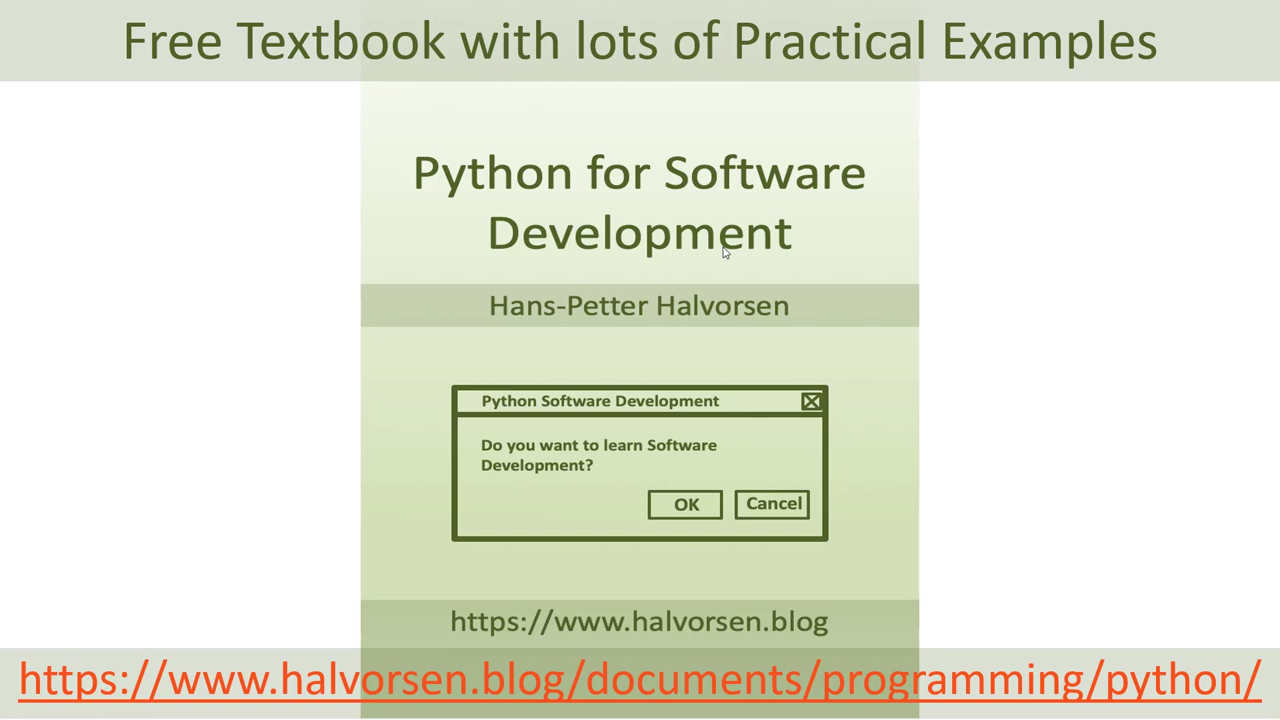 Free Textbook with lots of Practical Examples
Python for Software
Development
Hans-Petter Halvorsen
Python Software Development
Do you want to learn Software
Development?
OK Cancel
https://www.halvorsen.blog
https://www.halvorsen.blog/documents/programming/python/